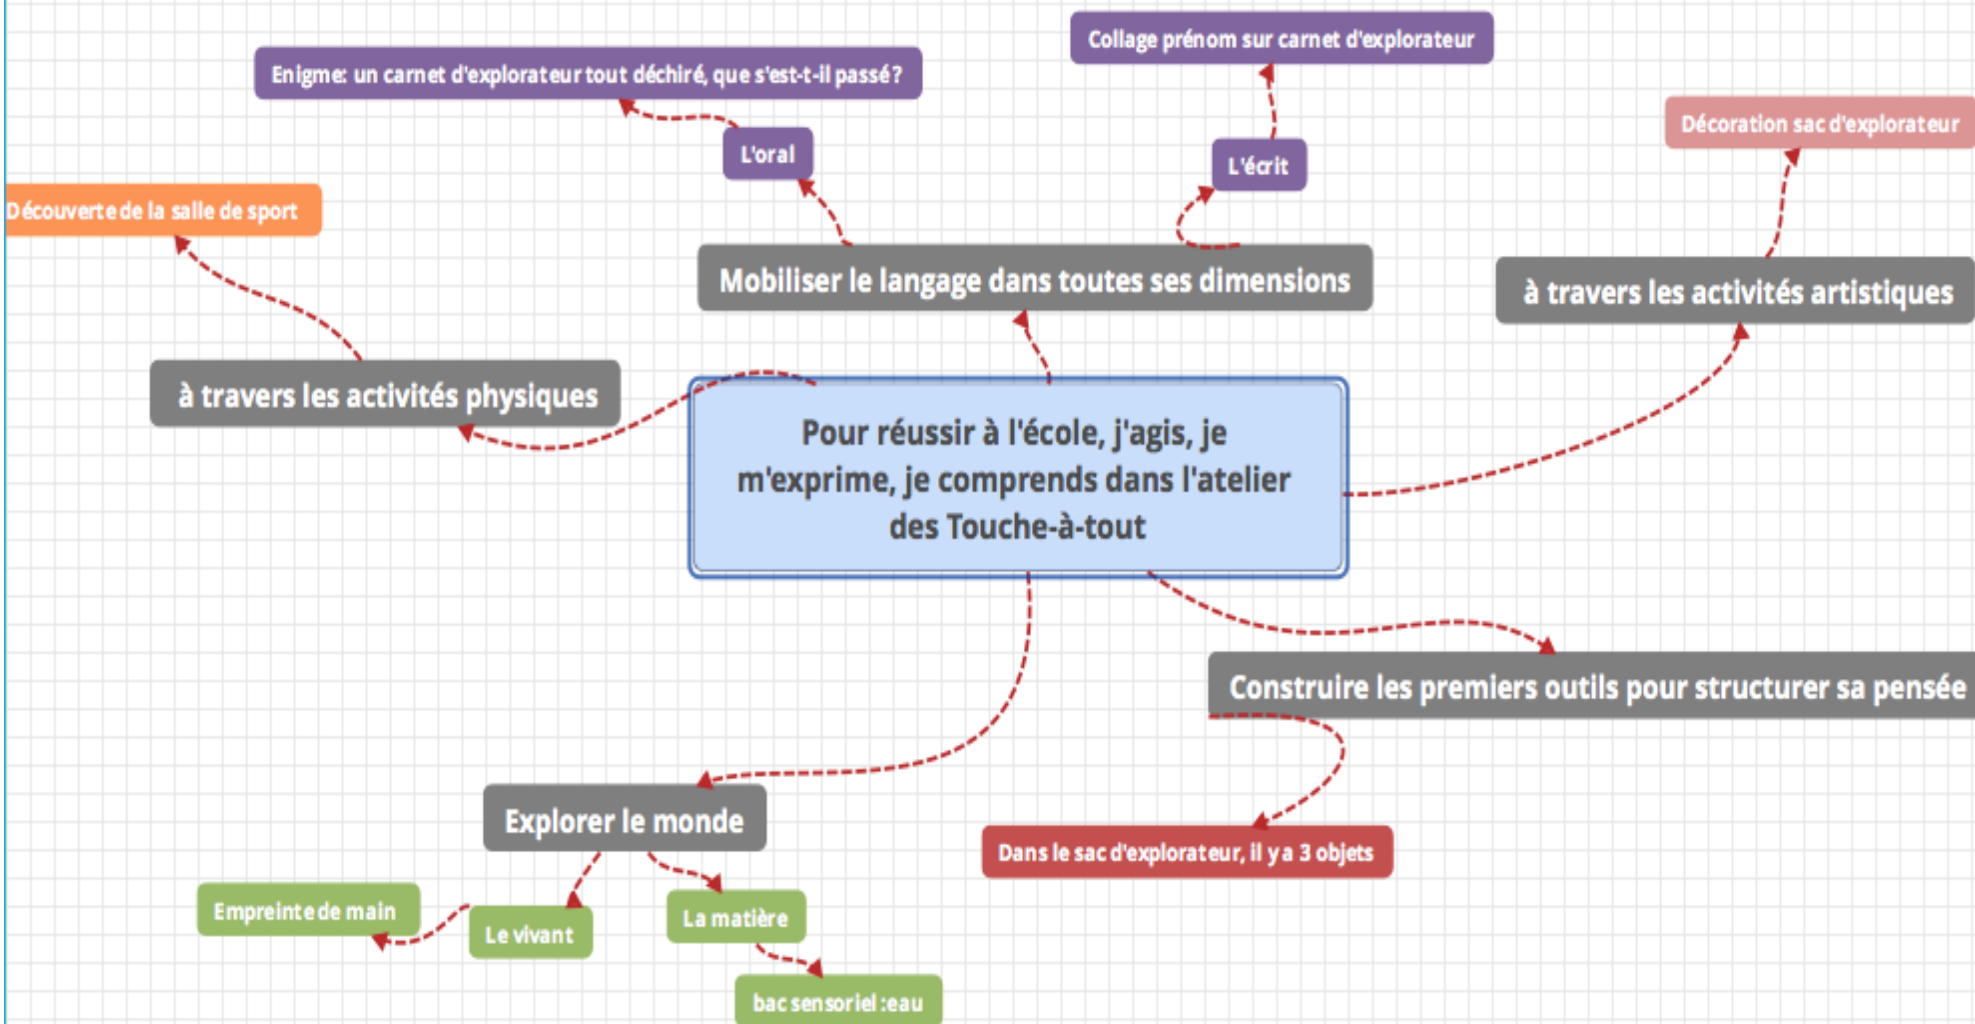 Collage prénom sur carnet d'explorateur
Enigme: un carnet d'explorateur tout déchiré, que s'est-t-il passé ?
Décoration sac d'explorateur
L'oral
L'écrit
Découverte de la salle de sport
Mobiliser le langage dans toutes ses dimensions
à travers les activités artistiques
à travers les activités physiques
Pour réussir à l'école, j'agis, je
m'exprime, je comprends dans l'atelier
des Touche-à-tout
Construire les premiers outils pour structurer sa pensée
Explorer le monde
Dans le sac d'explorateur, il y a 3 objets
Empreinte de main
Le vivant
La matière
bac sensoriel :eau